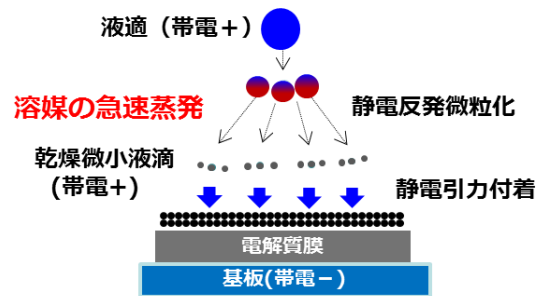 液適（帯電＋）
溶媒の急速蒸発
静電反発微粒化
乾燥微小液滴
(帯電+)
静電引力付着
電解質膜
基板(帯電－)